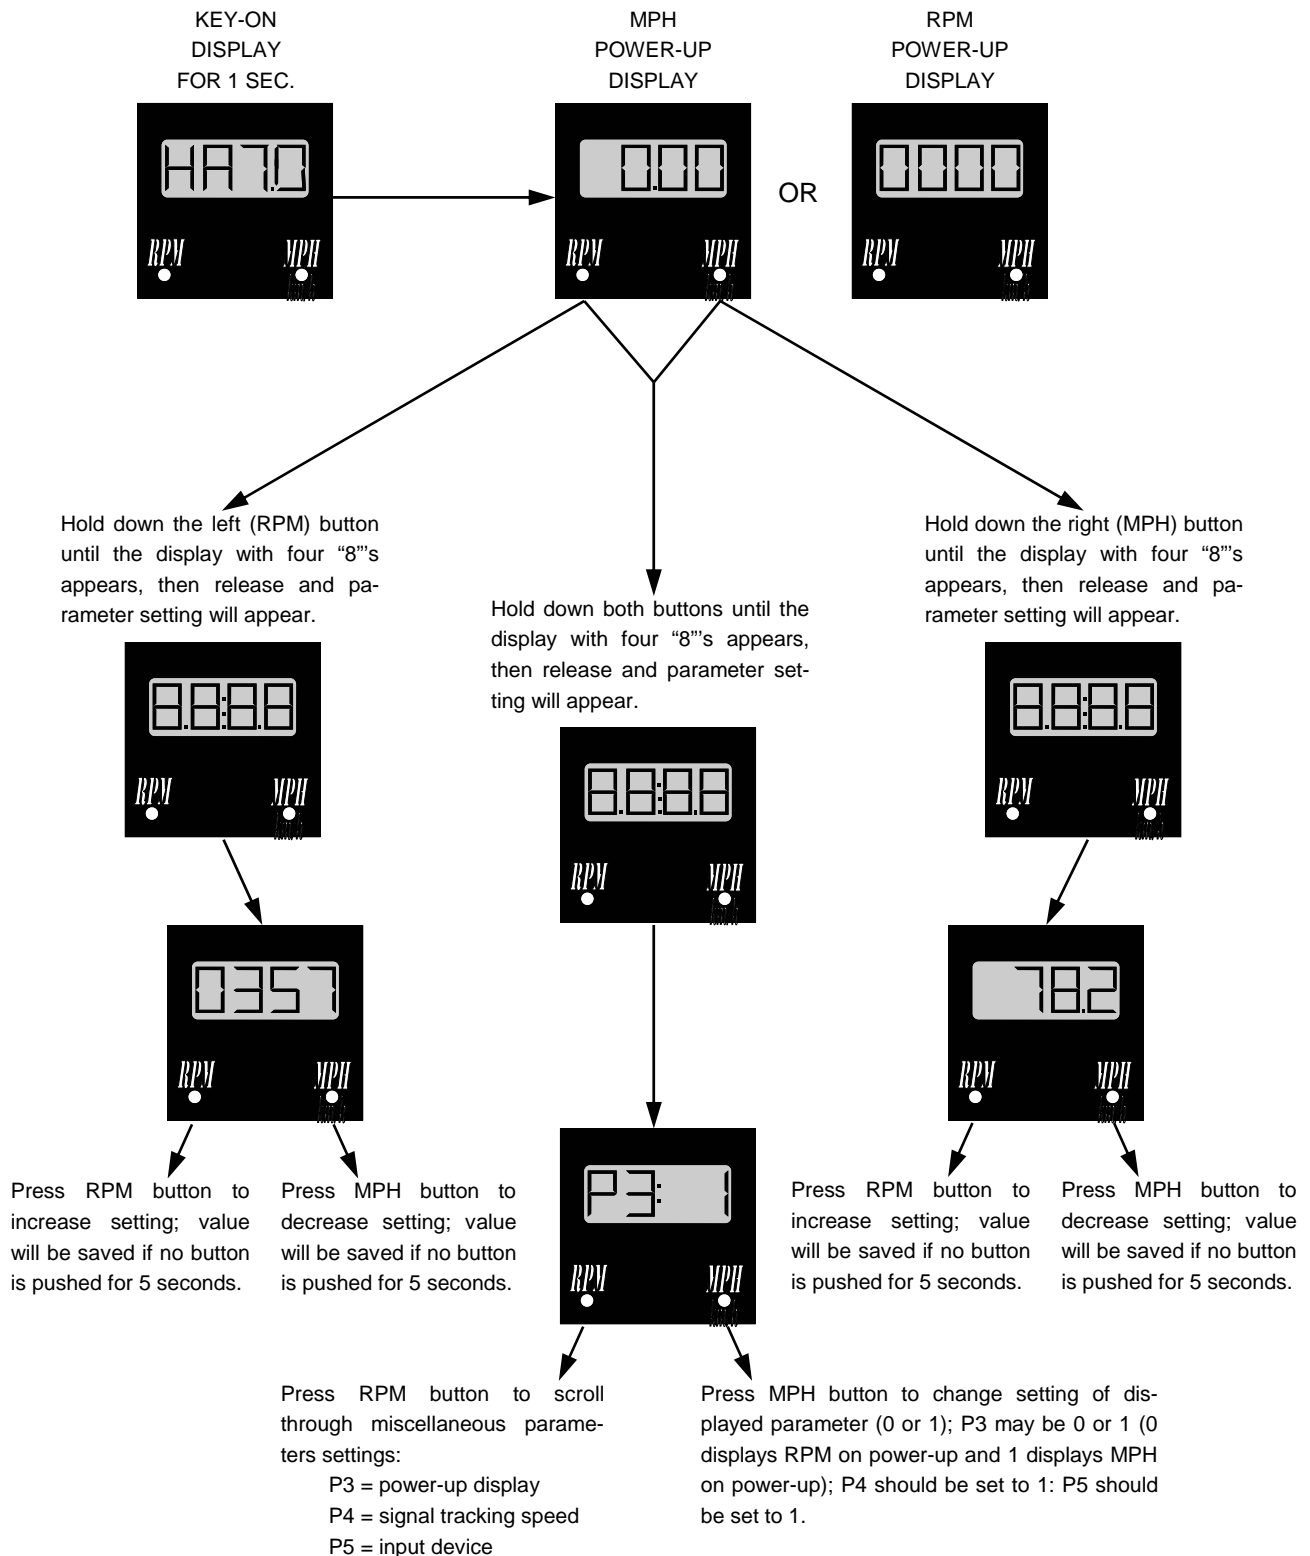 KEY-ON
DISPLAY
FOR 1 SEC.
MPH
POWER-UP
DISPLAY
RPM
POWER-UP
DISPLAY
HA7.0
RPM
MPH
0.00
RPM
MPH
OR
0000
RPM
MPH
Hold down the left (RPM) button
until the display with four “8”’s
appears, then release and pa-
rameter setting will appear.
Hold down both buttons until the
display with four “8”’s appears,
then release and parameter set-
ting will appear.
Hold down the right (MPH) button
until the display with four “8”’s
appears, then release and pa-
rameter setting will appear.
8.8:8.8
RPM
MPH
8.8:8.8
RPM
MPH
8.8:8.8
RPM
MPH
0357
RPM
MPH
78.2
RPM
MPH
P3: 1
RPM
MPH
Press RPM button to
increase setting; value
will be saved if no button
is pushed for 5 seconds.
Press MPH button to
decrease setting; value
will be saved if no button
is pushed for 5 seconds.
Press RPM button to
increase setting; value
will be saved if no button
is pushed for 5 seconds.
Press MPH button to
decrease setting; value
will be saved if no button
is pushed for 5 seconds.
Press RPM button to scroll
through miscellaneous parame-
ters settings:
P3 = power-up display
P4 = signal tracking speed
P5 = input device
Press MPH button to change setting of dis-
played parameter (0 or 1); P3 may be 0 or 1 (0
displays RPM on power-up and 1 displays MPH
on power-up); P4 should be set to 1: P5 should
be set to 1.